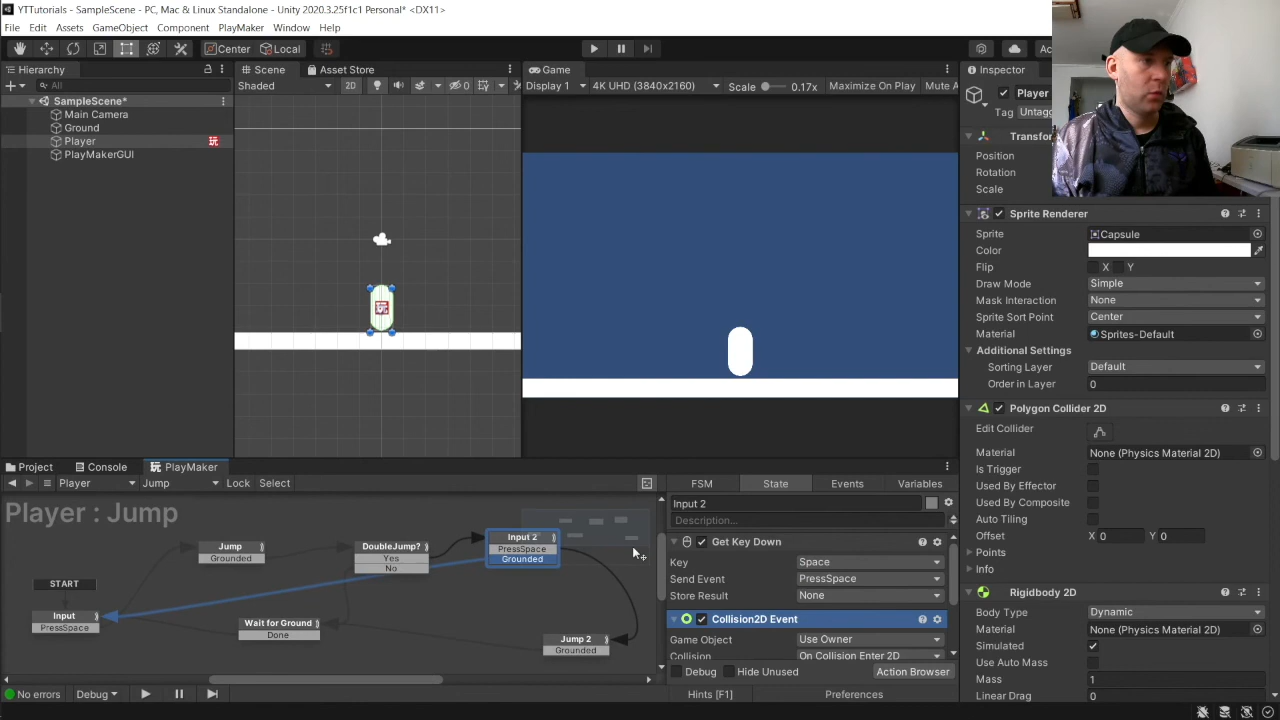 YTTutorials - SampleScene - PC, Mac & Linux Standalone - Unity 2020.3.25f1c1 Personal* <DX11>
File Edit Assets GameObject Component PlayMaker Window Help
Center Local
Hierarchy
All
SampleScene*
Main Camera
Ground
Player
PlayMakerGUI
Scene Asset Store
Shaded 2D 0
Game
Display 1 4K UHD (3840x2160) Scale 0.17x Maximize On Play Mute A
Ac
Inspector
Player
Tag Untagg
Transform
Position
Rotation
Scale
Sprite Renderer
Sprite Capsule
Color
Flip X Y
Draw Mode Simple
Mask Interaction None
Sprite Sort Point Center
Material Sprites-Default
Additional Settings
Sorting Layer Default
Order in Layer 0
Polygon Collider 2D
Edit Collider
Material None (Physics Material 2D)
Is Trigger
Used By Effector
Used By Composite
Auto Tiling
Offset X 0 Y 0
Points
Info
Rigidbody 2D
Body Type Dynamic
Material None (Physics Material 2D)
Simulated
Use Auto Mass
Mass 1
Linear Drag 0
Project Console PlayMaker
Player Jump Lock Select
Player : Jump
START
Input
PressSpace
Jump
Grounded
DoubleJump?
Yes
No
Wait for Ground
Done
Input 2
PressSpace
Grounded
Jump 2
Grounded
FSM State Events Variables
Input 2
Description...
Get Key Down
Key Space
Send Event PressSpace
Store Result None
Collision2D Event
Game Object Use Owner
Collision On Collision Enter 2D
Debug Hide Unused Action Browser
No errors Debug
Hints [F1] Preferences